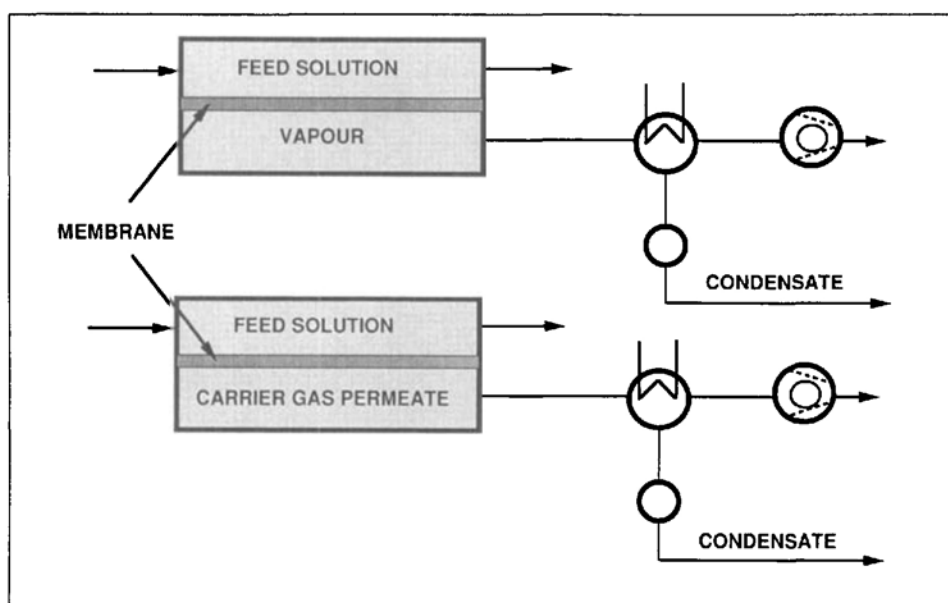 FEED SOLUTION
VAPOUR
MEMBRANE
CONDENSATE
FEED SOLUTION
CARRIER GAS PERMEATE
CONDENSATE